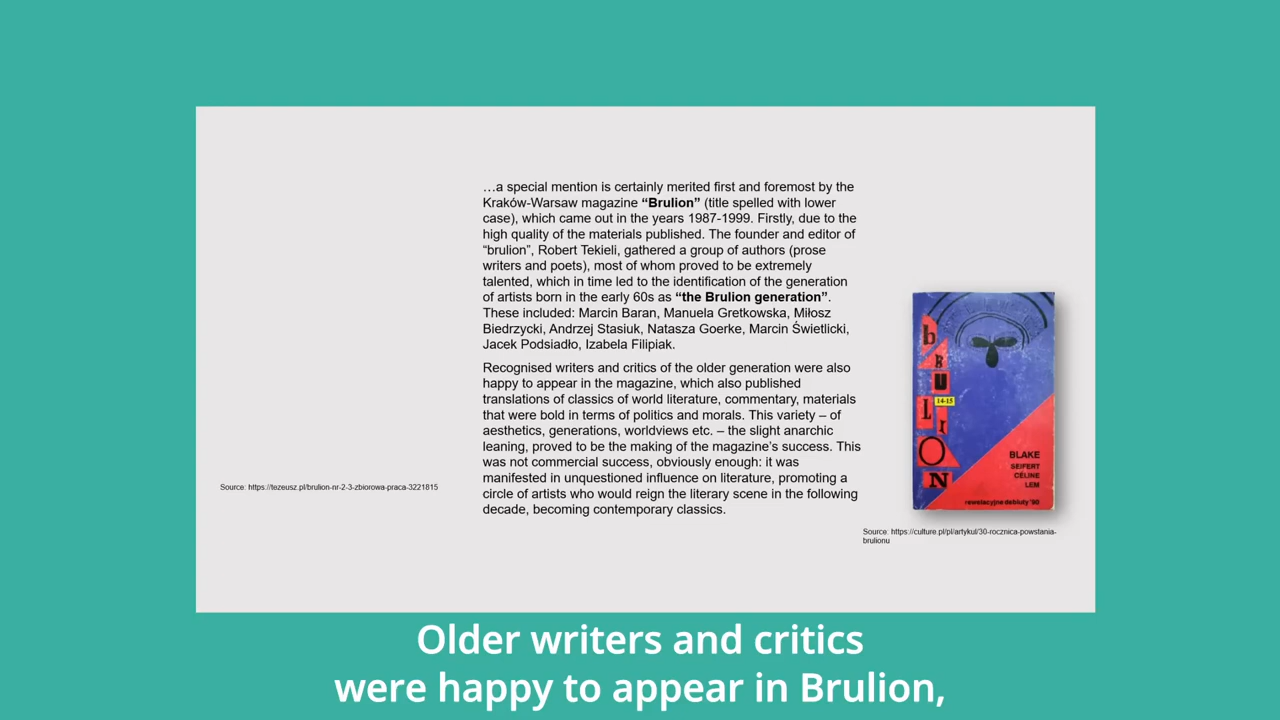 …a special mention is certainly merited first and foremost by the
Kraków-Warsaw magazine “Brulion” (title spelled with lower
case), which came out in the years 1987-1999. Firstly, due to the
high quality of the materials published. The founder and editor of
“brulion”, Robert Tekieli, gathered a group of authors (prose
writers and poets), most of whom proved to be extremely
talented, which in time led to the identification of the generation
of artists born in the early 60s as “the Brulion generation”.
These included: Marcin Baran, Manuela Gretkowska, Miłosz
Biedrzycki, Andrzej Stasiuk, Natasza Goerke, Marcin Świetlicki,
Jacek Podsiadło, Izabela Filipiak.
Recognised writers and critics of the older generation were also
happy to appear in the magazine, which also published
translations of classics of world literature, commentary, materials
that were bold in terms of politics and morals. This variety – of
aesthetics, generations, worldviews etc. – the slight anarchic
leaning, proved to be the making of the magazine’s success. This
was not commercial success, obviously enough: it was
manifested in unquestioned influence on literature, promoting a
circle of artists who would reign the literary scene in the following
decade, becoming contemporary classics.
Source: https://tezeusz.pl/brulion-nr-2-3-zbiorowa-praca-3221815
bRULION
14-15
BLAKE
SEIFERT
CÉLINE
LEM
rewelacyjne debiuty '90
Source: https://culture.pl/pl/artykul/30-rocznica-powstania-
brulionu
Older writers and critics
were happy to appear in Brulion,